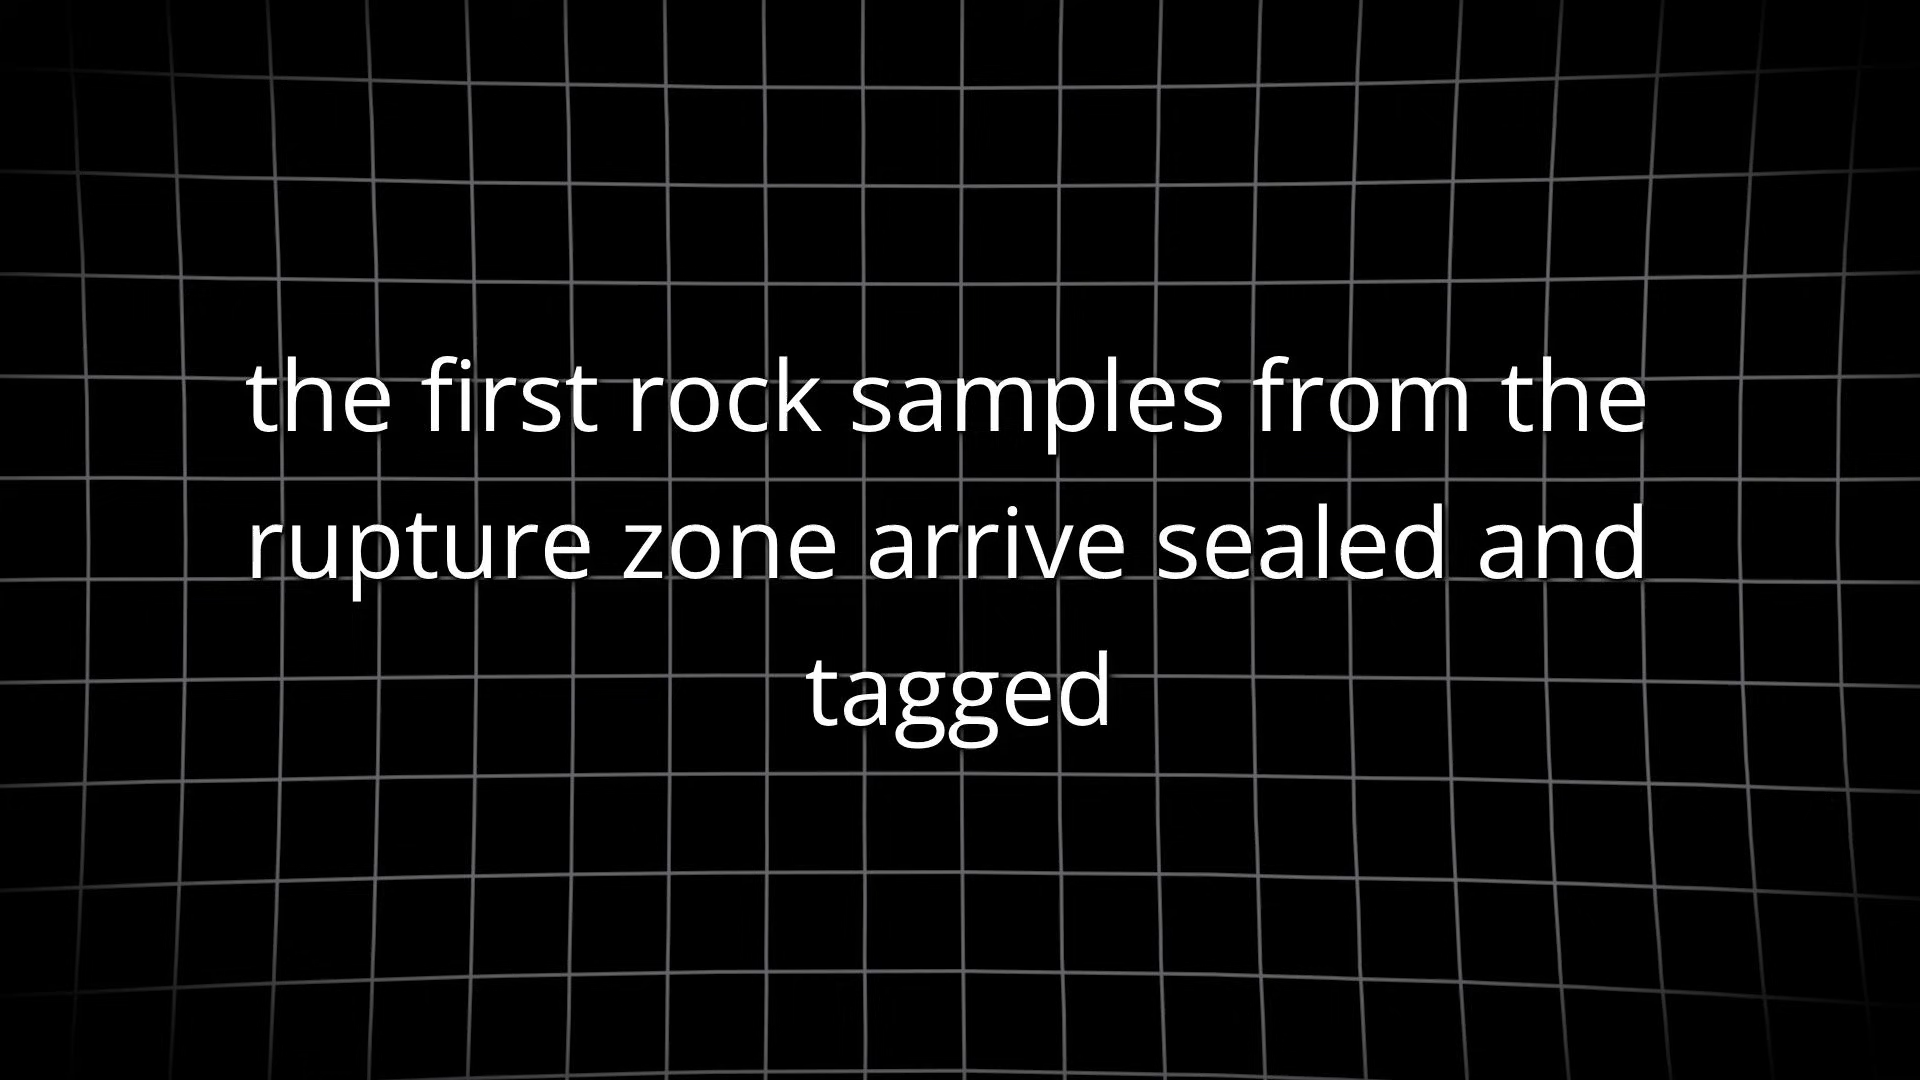 the first rock samples from the
rupture zone arrive sealed and
tagged